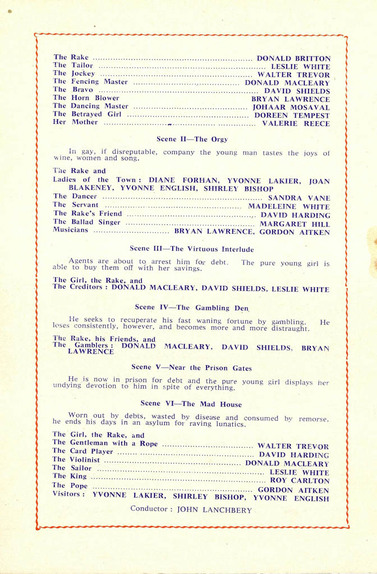 The Rake ........ DONALD BRITTON
The Tailor ........ LESLIE WHITE
The Jockey ........ WALTER TREVOR
The Fencing Master ........ DONALD MACLEARY
The Bravo ........ DAVID SHIELDS
The Horn Blower ........ BRYAN LAWRENCE
The Dancing Master ........ JOHAAR MOSAVAL
The Betrayed Girl ........ DOREEN TEMPEST
Her Mother ........ VALERIE REECE
Scene II—The Orgy
In gay, if disreputable, company the young man tastes the joys of
wine, women and song.
The Rake and
Ladies of the Town : DIANE FORHAN, YVONNE LAKIER, JOAN
BLAKENEY, YVONNE ENGLISH, SHIRLEY BISHOP
The Dancer ........ SANDRA VANE
The Servant ........ MADELEINE WHITE
The Rake's Friend ........ DAVID HARDING
The Ballad Singer ........ MARGARET HILL
Musicians ........ BRYAN LAWRENCE, GORDON AITKEN
Scene III—The Virtuous Interlude
Agents are about to arrest him for debt. The pure young girl is
able to buy them off with her savings.
The Girl, the Rake, and
The Creditors : DONALD MACLEARY, DAVID SHIELDS, LESLIE WHITE
Scene IV—The Gambling Den
He seeks to recuperate his fast waning fortune by gambling. He
loses consistently, however, and becomes more and more distraught.
The Rake, his Friends, and
The Gamblers : DONALD MACLEARY, DAVID SHIELDS, BRYAN
LAWRENCE
Scene V—Near the Prison Gates
He is now in prison for debt and the pure young girl displays her
undying devotion to him in spite of everything.
Scene VI—The Mad House
Worn out by debts, wasted by disease and consumed by remorse,
he ends his days in an asylum for raving lunatics.
The Girl, the Rake, and
The Gentleman with a Rope ........ WALTER TREVOR
The Card Player ........ DAVID HARDING
The Violinist ........ DONALD MACLEARY
The Sailor ........ LESLIE WHITE
The King ........ ROY CARLTON
The Pope ........ GORDON AITKEN
Visitors : YVONNE LAKIER, SHIRLEY BISHOP, YVONNE ENGLISH
Conductor : JOHN LANCHBERY